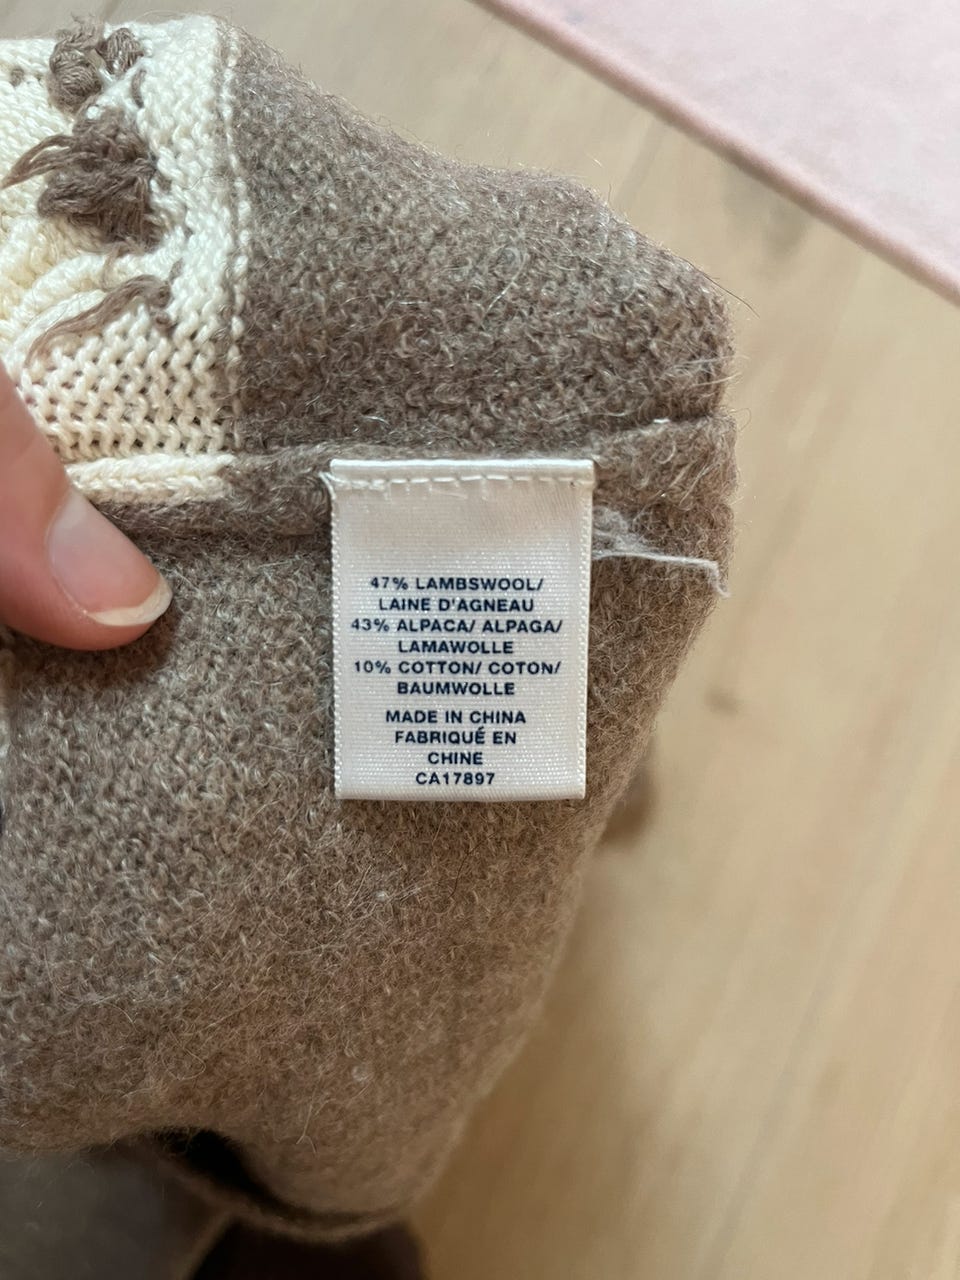 47% LAMBSWOOL/
LAINE D'AGNEAU
43% ALPACA/ ALPAGA/
LAMAWOLLE
10% COTTON/ COTON/
BAUMWOLLE
MADE IN CHINA
FABRIQUÉ EN
CHINE
CA17897